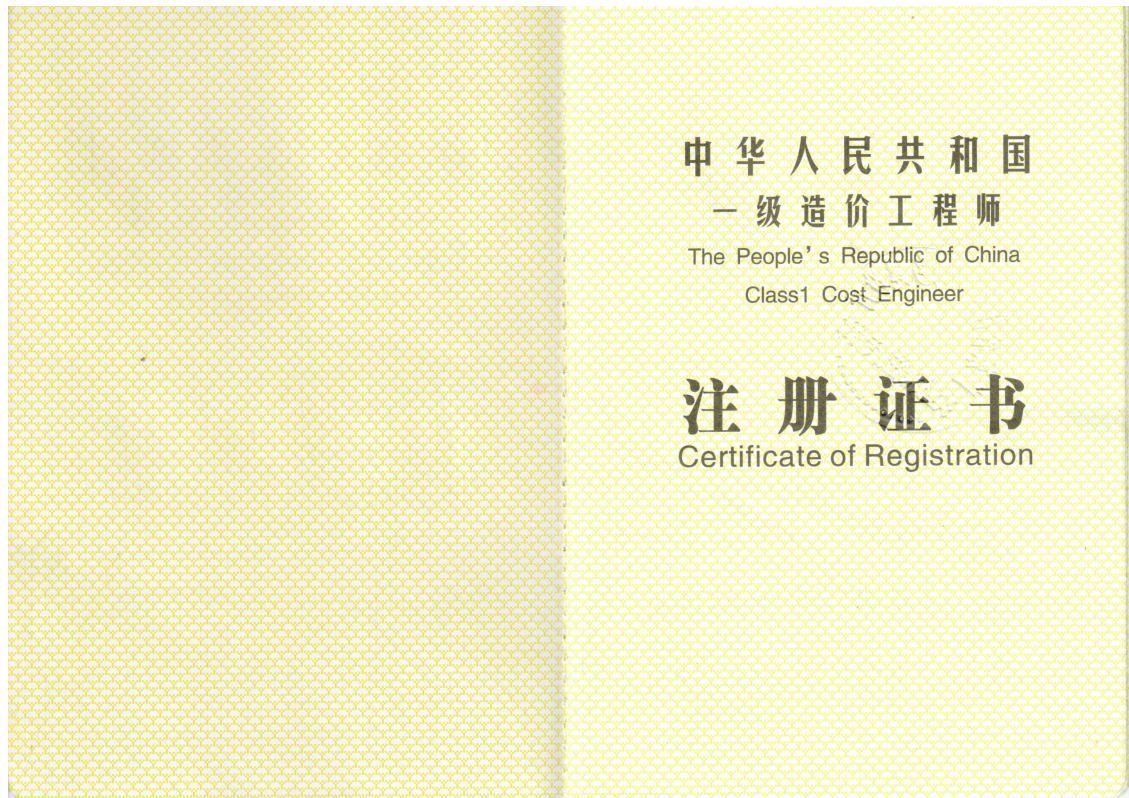 中华人民共和国
一级造价工程师
The People's Republic of China
Class1 Cost Engineer
注册证书
Certificate of Registration